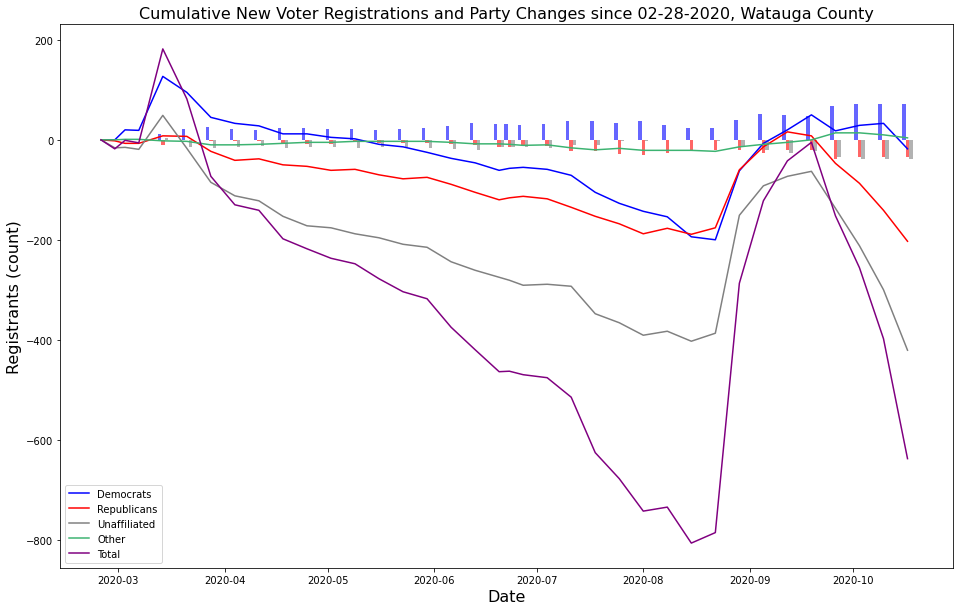 Cumulative New Voter Registrations and Party Changes since 02-28-2020, Watauga County
200
0
−200
−400
−600
−800
Registrants (count)
Democrats
Republicans
Unaffiliated
Other
Total
2020-03
2020-04
2020-05
2020-06
2020-07
2020-08
2020-09
2020-10
Date